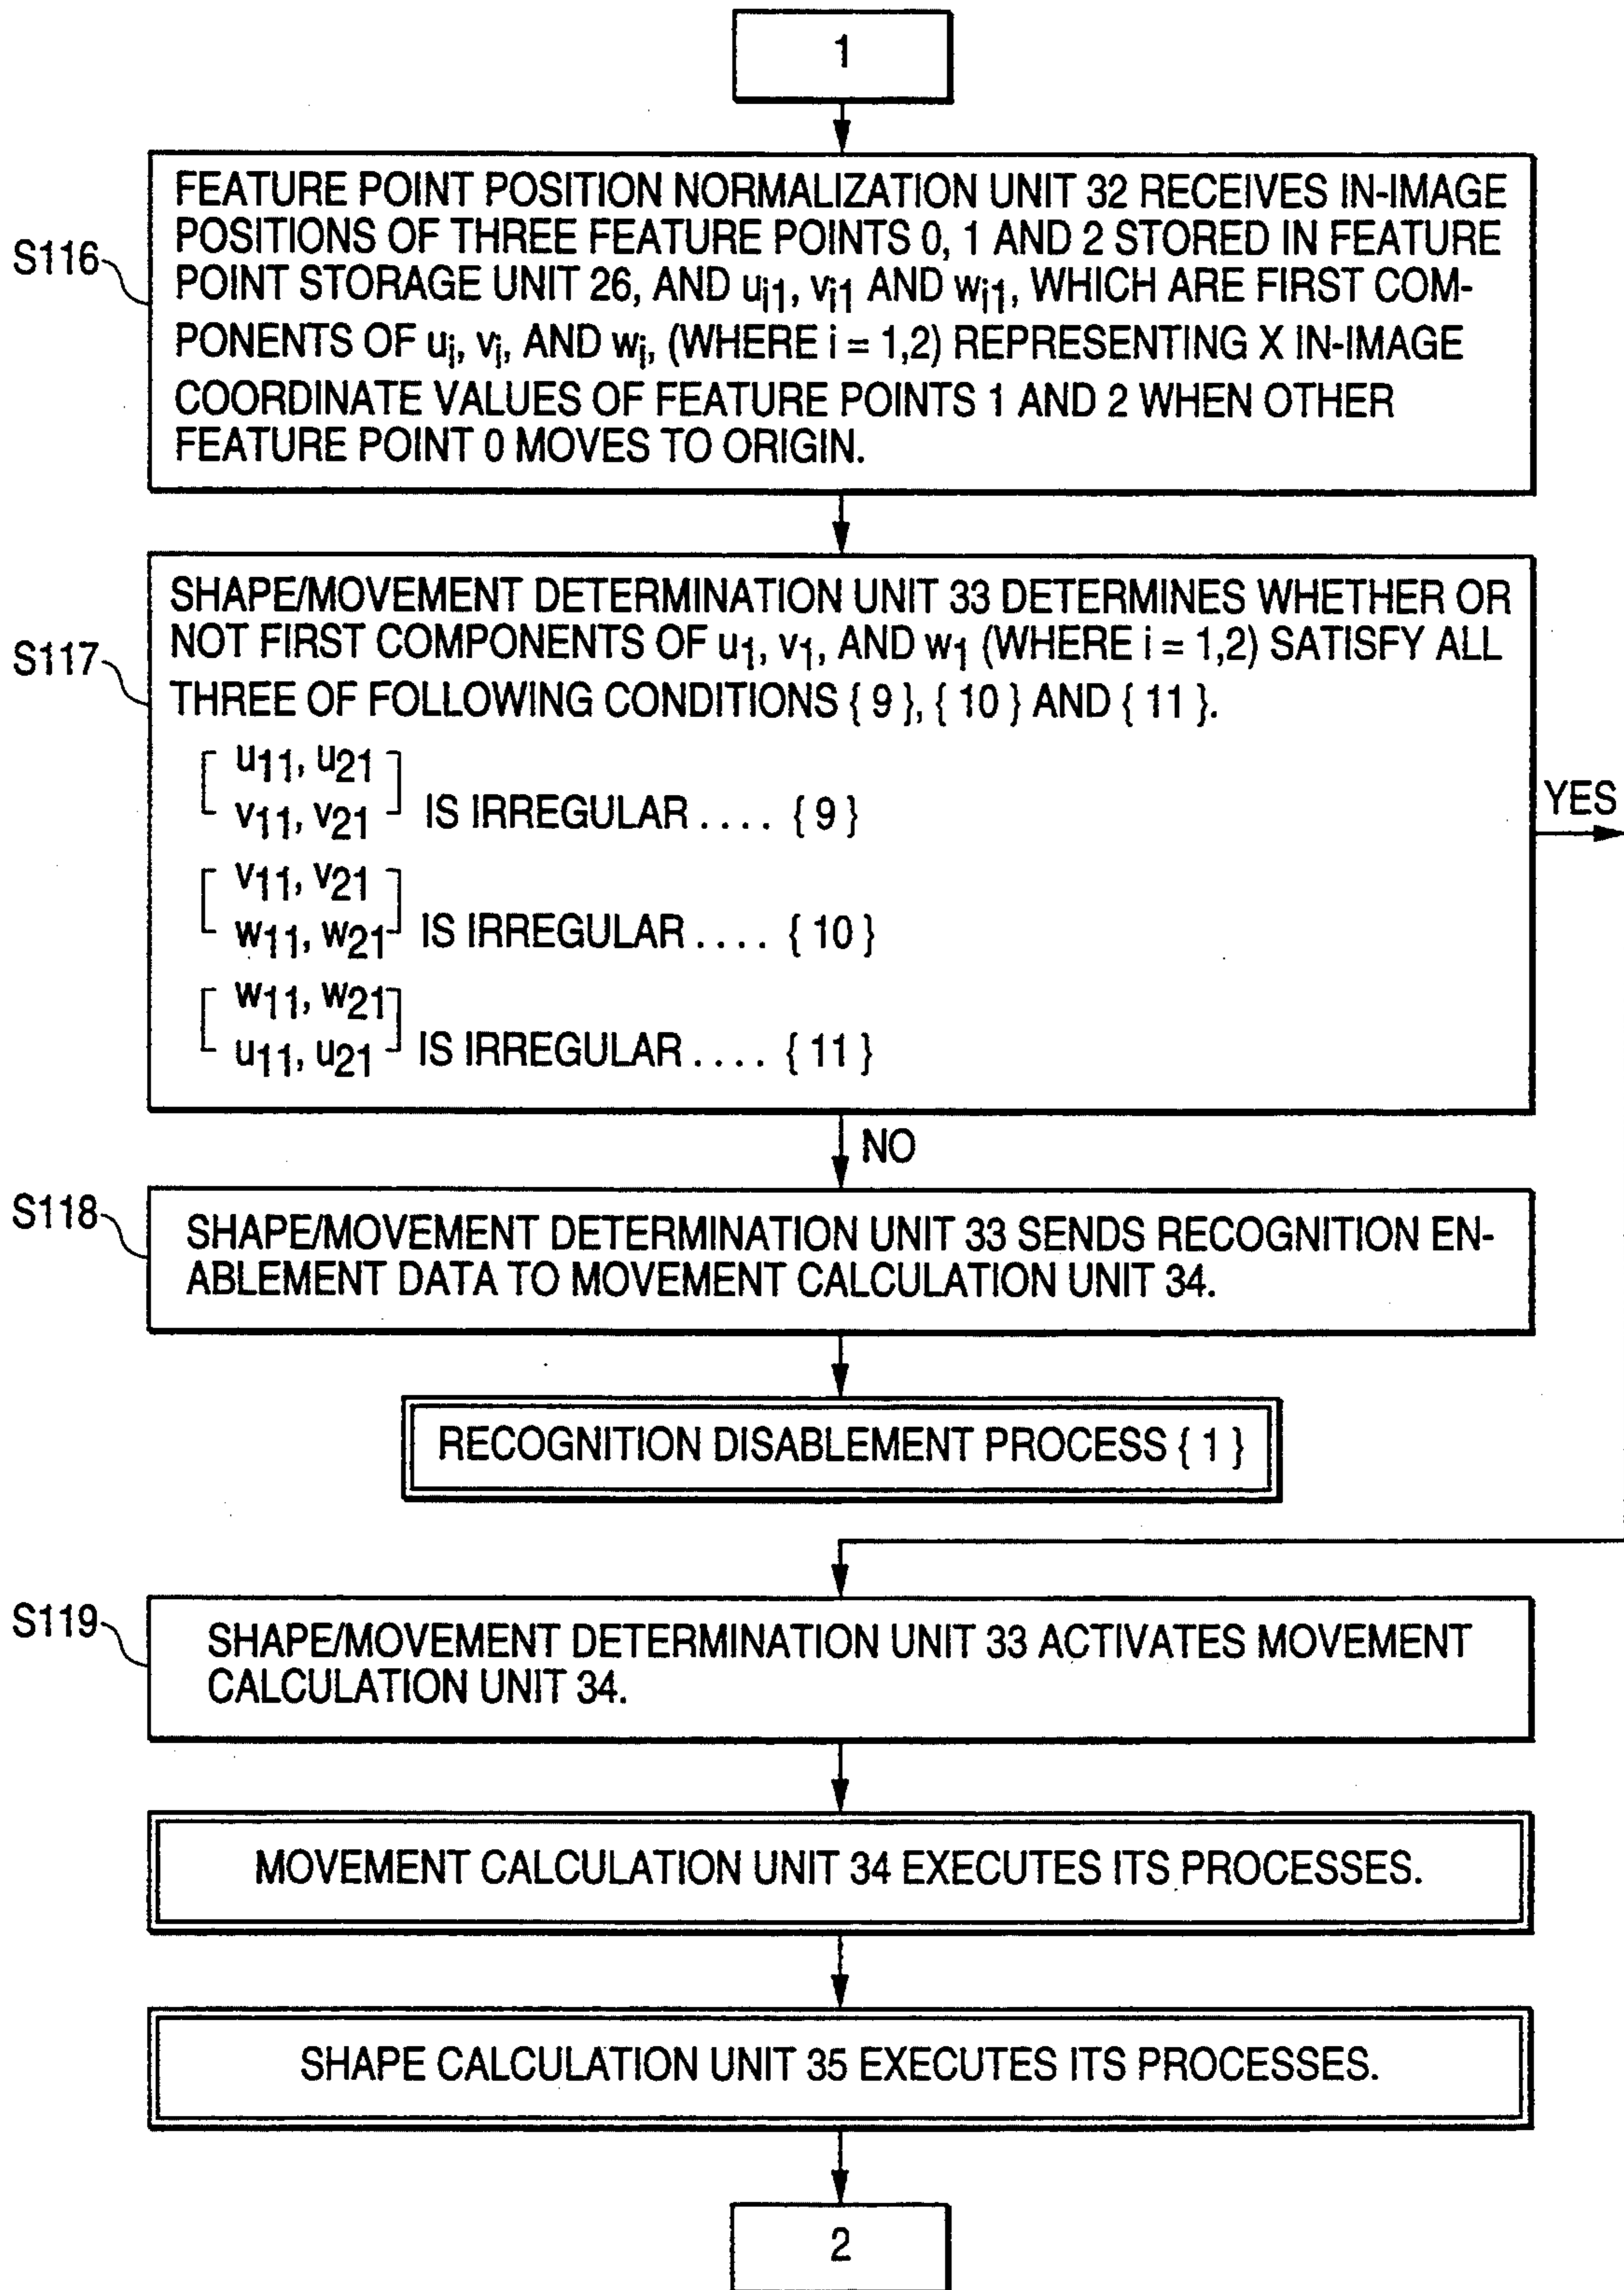 1
S116
FEATURE POINT POSITION NORMALIZATION UNIT 32 RECEIVES IN-IMAGE
POSITIONS OF THREE FEATURE POINTS 0, 1 AND 2 STORED IN FEATURE
POINT STORAGE UNIT 26, AND ui1, vi1 AND wi1, WHICH ARE FIRST COM-
PONENTS OF ui, vi, AND wi, (WHERE i = 1,2) REPRESENTING X IN-IMAGE
COORDINATE VALUES OF FEATURE POINTS 1 AND 2 WHEN OTHER
FEATURE POINT 0 MOVES TO ORIGIN.
S117
SHAPE/MOVEMENT DETERMINATION UNIT 33 DETERMINES WHETHER OR
NOT FIRST COMPONENTS OF u1, v1, AND w1 (WHERE i = 1,2) SATISFY ALL
THREE OF FOLLOWING CONDITIONS { 9 }, { 10 } AND { 11 }.
u11, u21
v11, v21 IS IRREGULAR .... { 9 }
YES
v11, v21
w11, w21 IS IRREGULAR .... { 10 }
w11, w21
u11, u21 IS IRREGULAR .... { 11 }
NO
S118
SHAPE/MOVEMENT DETERMINATION UNIT 33 SENDS RECOGNITION EN-
ABLEMENT DATA TO MOVEMENT CALCULATION UNIT 34.
RECOGNITION DISABLEMENT PROCESS { 1 }
S119
SHAPE/MOVEMENT DETERMINATION UNIT 33 ACTIVATES MOVEMENT
CALCULATION UNIT 34.
MOVEMENT CALCULATION UNIT 34 EXECUTES ITS PROCESSES.
SHAPE CALCULATION UNIT 35 EXECUTES ITS PROCESSES.
2